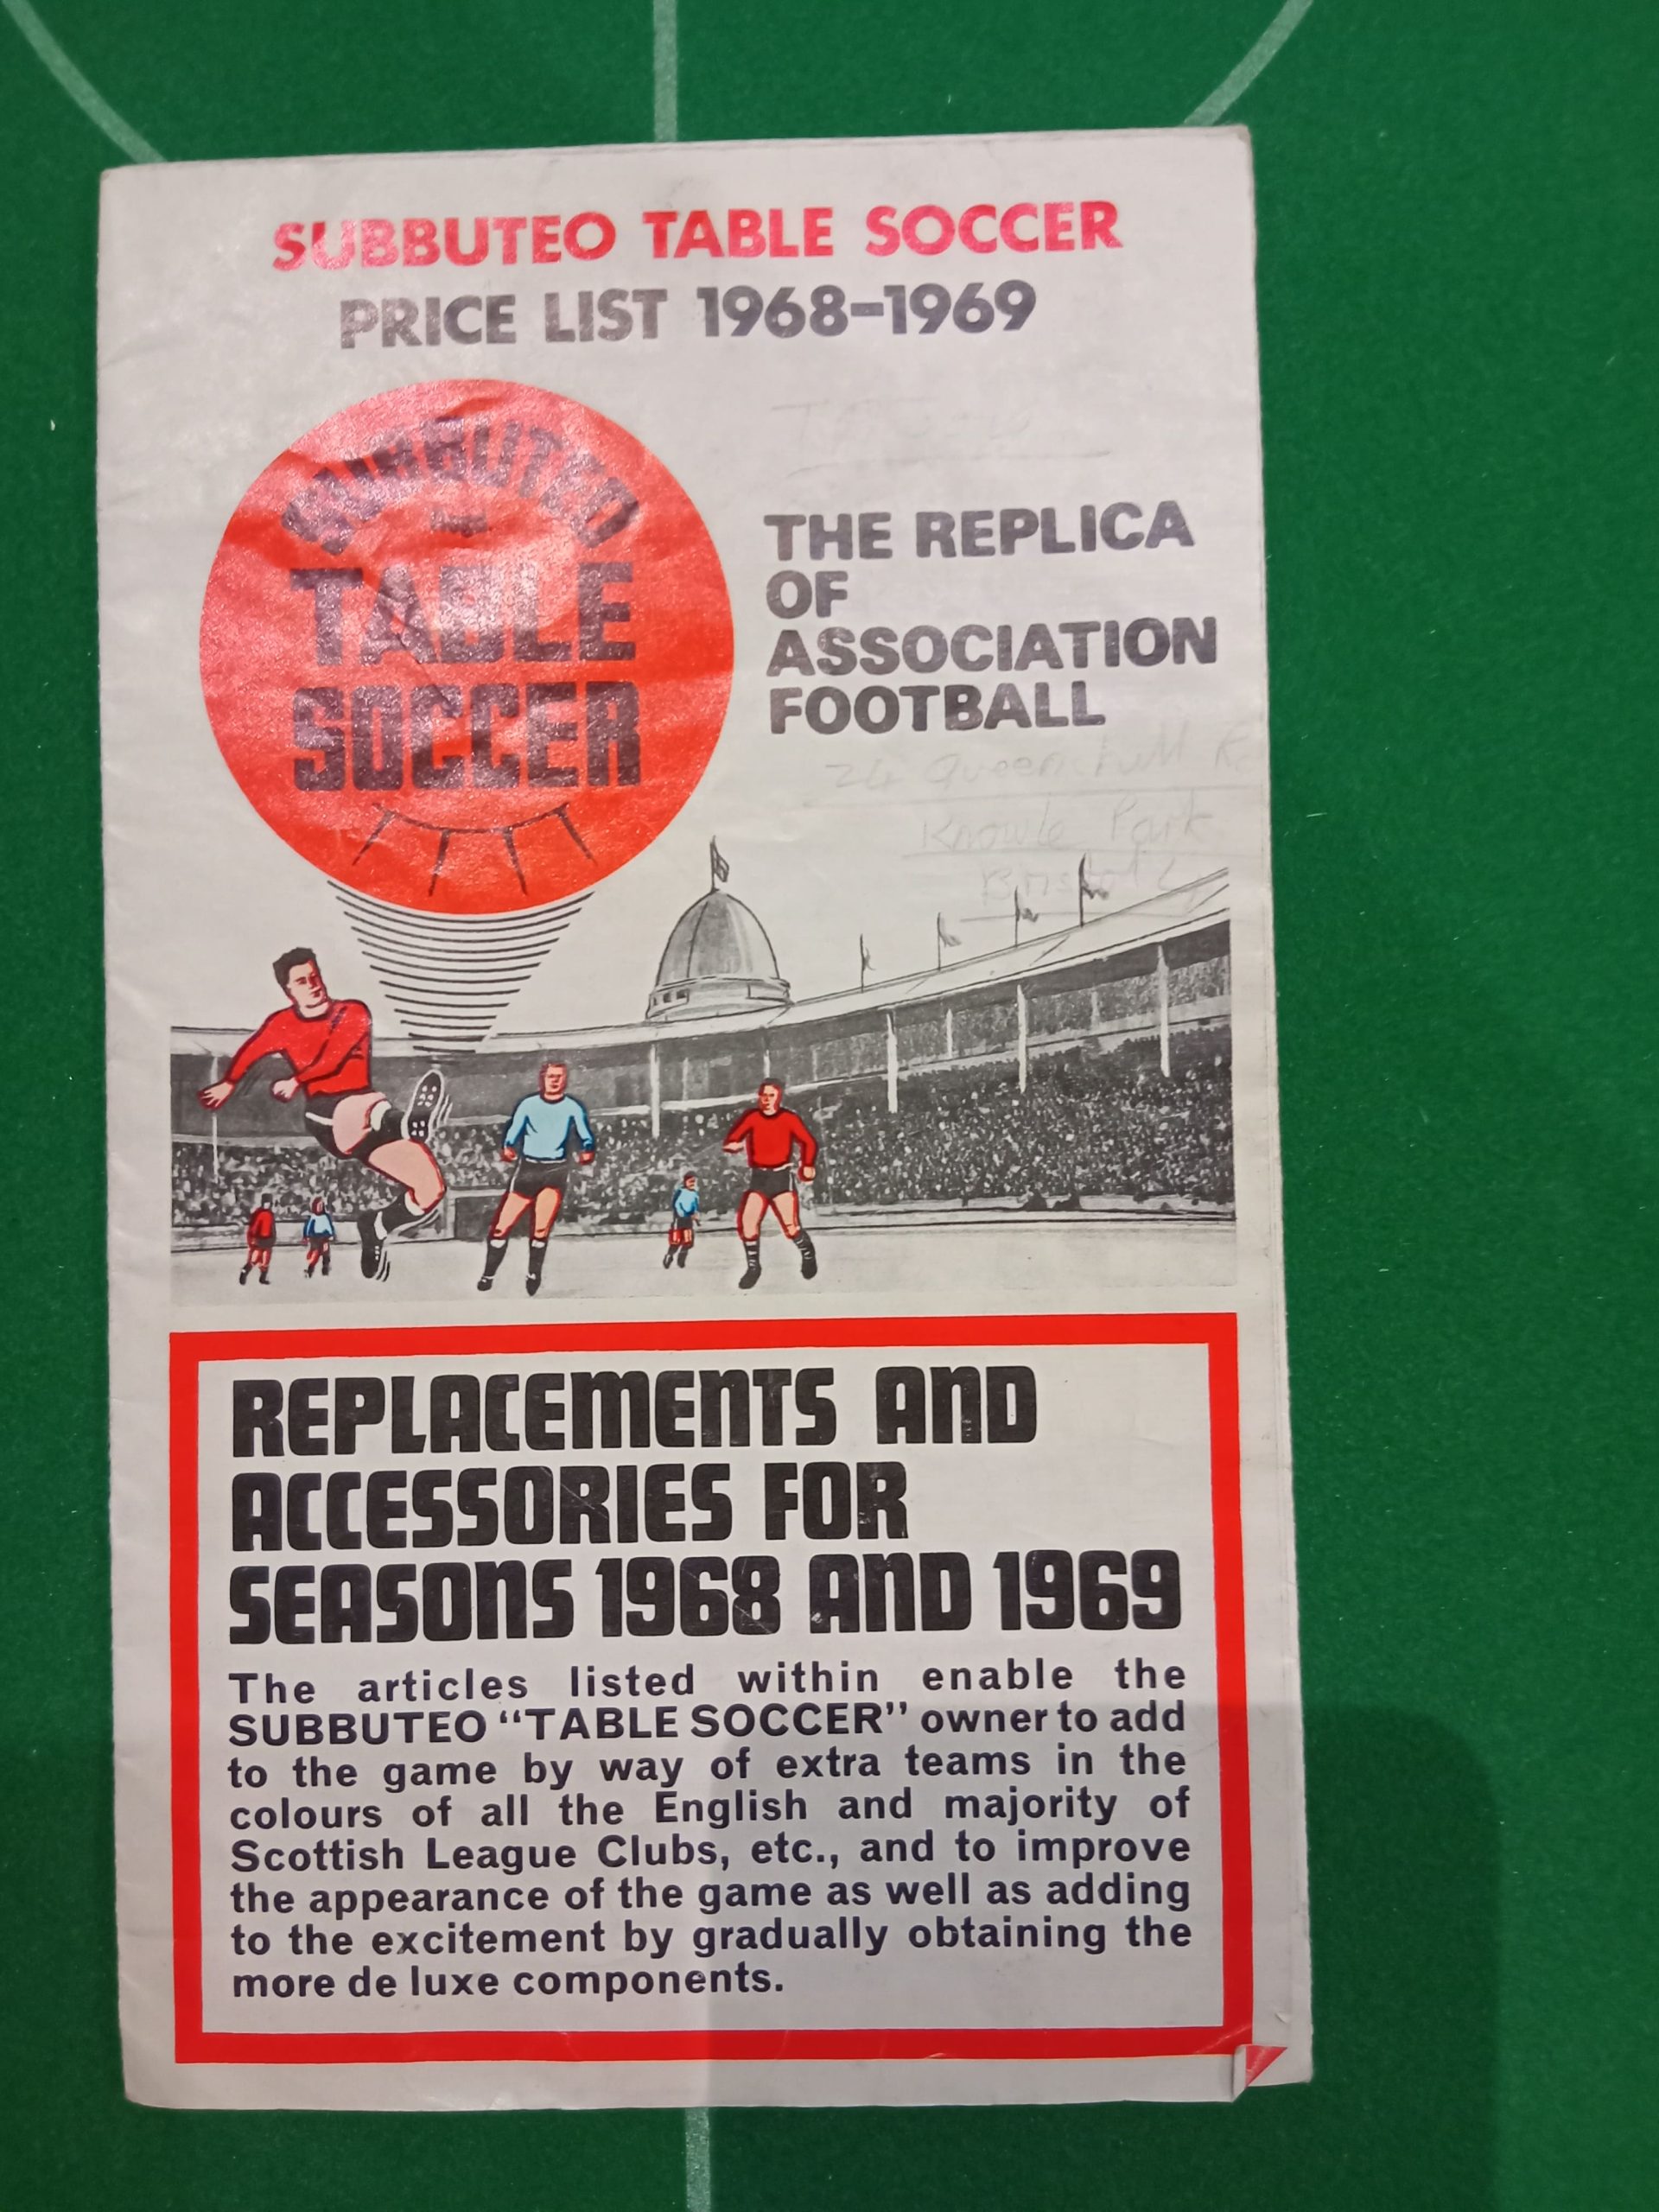 SUBBUTEO TABLE SOCCER
PRICE LIST 1968-1969
SUBBUTEO
TABLE
SOCCER
THE REPLICA
OF
ASSOCIATION
FOOTBALL
24
Knowle Park
Bristol 4
REPLACEMENTS AND
ACCESSORIES FOR
SEASONS 1968 AND 1969
The articles listed within enable the
SUBBUTEO “TABLE SOCCER” owner to add
to the game by way of extra teams in the
colours of all the English and majority of
Scottish League Clubs, etc., and to improve
the appearance of the game as well as adding
to the excitement by gradually obtaining the
more de luxe components.